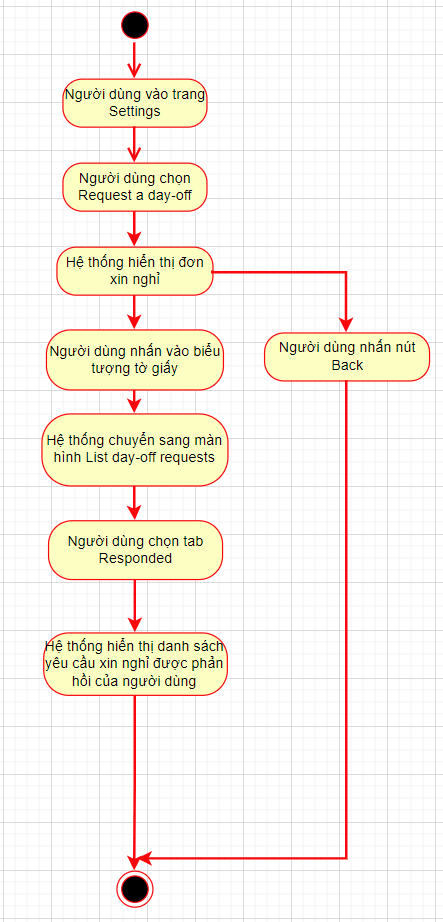 Người dùng vào trang
Settings
Người dùng chọn
Request a day-off
Hệ thống hiển thị đơn
xin nghỉ
Người dùng nhấn vào biểu
tượng tờ giấy
Người dùng nhấn nút
Back
Hệ thống chuyển sang màn
hình List day-off requests
Người dùng chọn tab
Responded
Hệ thống hiển thị danh sách
yêu cầu xin nghỉ được phản
hồi của người dùng